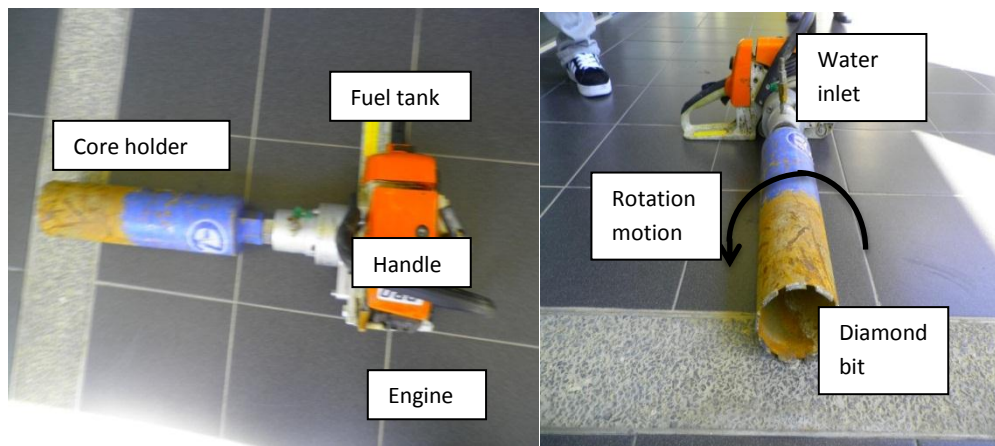 Fuel tank
Core holder
Handle
Engine
Water
inlet
Rotation
motion
Diamond
bit